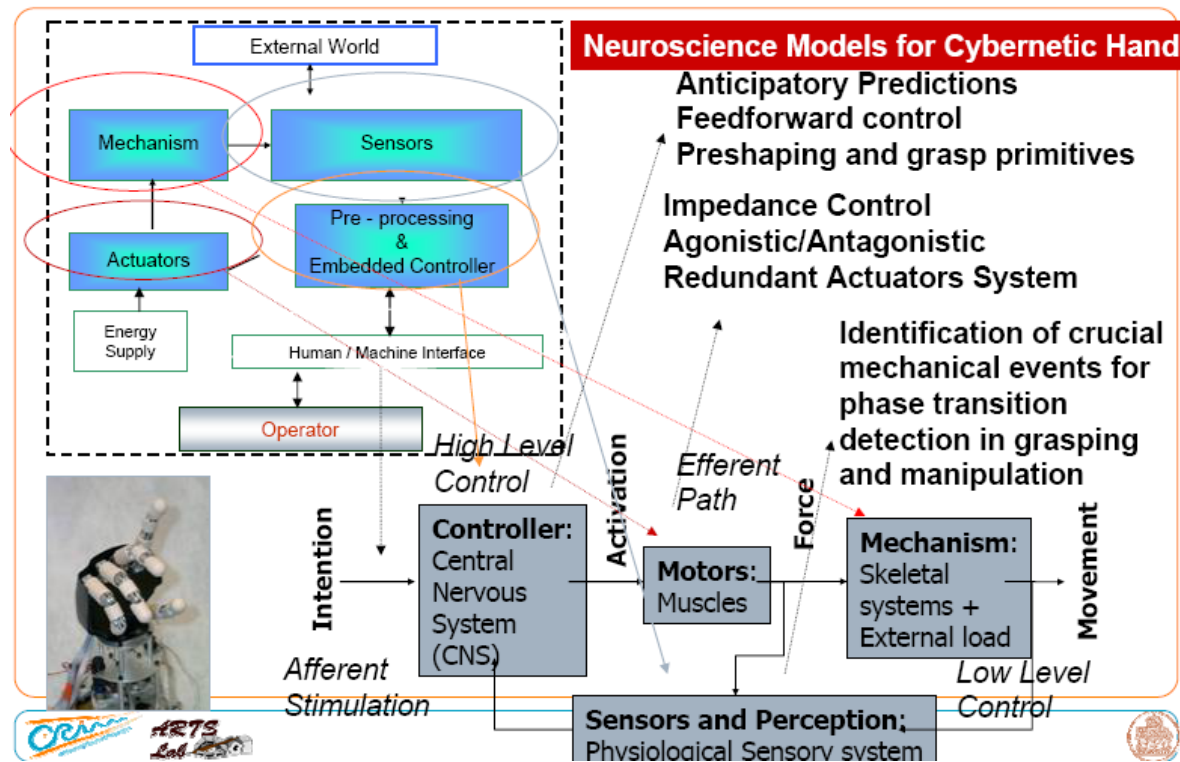 External World
Neuroscience Models for Cybernetic Hand
Mechanism
Sensors
Pre - processing
&
Embedded Controller
Actuators
Energy
Supply
Human / Machine Interface
Operator
Anticipatory Predictions
Feedforward control
Preshaping and grasp primitives
Impedance Control
Agonistic/Antagonistic
Redundant Actuators System
Identification of crucial
mechanical events for
phase transition
detection in grasping
and manipulation
High Level
Control
Activation
Efferent
Path
Force
Intention
Controller:
Central
Nervous
System
(CNS)
Motors:
Muscles
Mechanism:
Skeletal
systems +
External load
Movement
Afferent
Stimulation
Low Level
Control
Sensors and Perception:
Physiological Sensory system
CRIM
ARTS
Lab